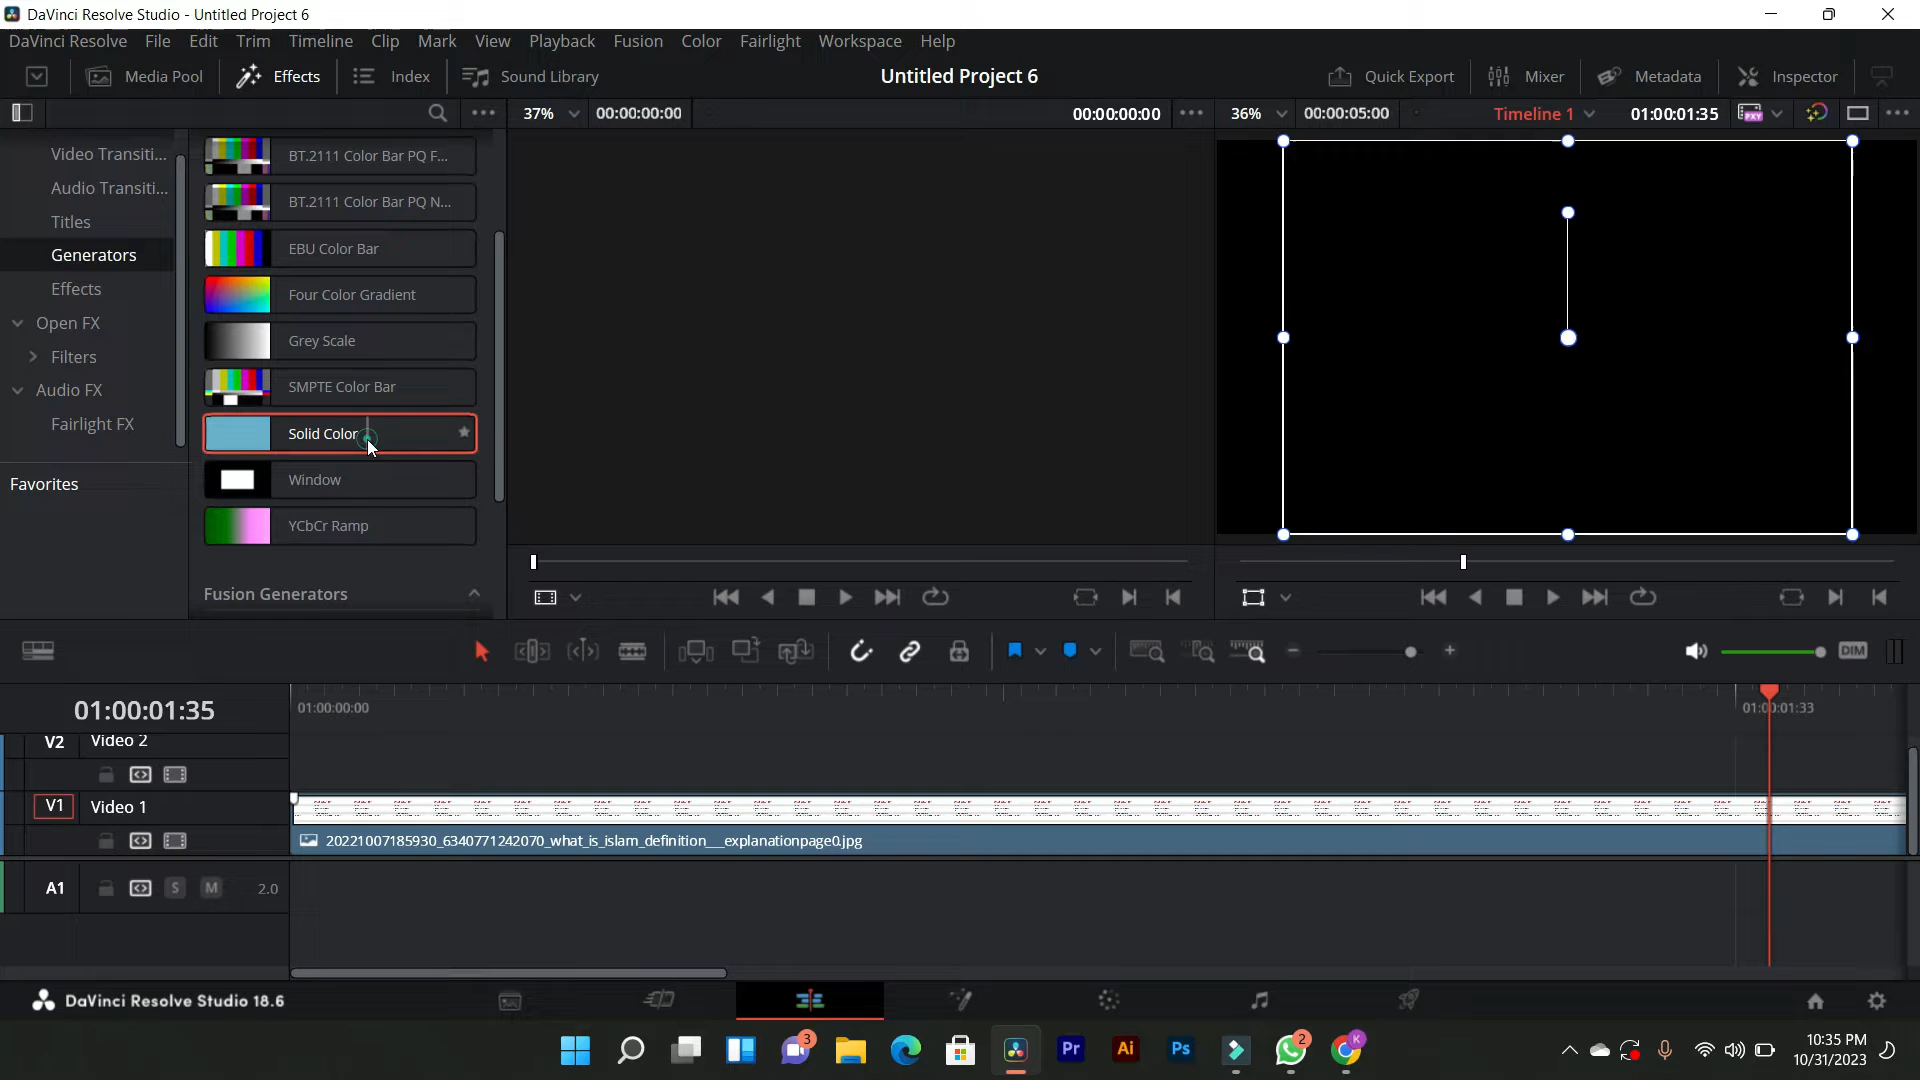 DaVinci Resolve Studio - Untitled Project 6
DaVinci Resolve File Edit Trim Timeline Clip Mark View Playback Fusion Color Fairlight Workspace Help
Media Pool Effects Index Sound Library Untitled Project 6 Quick Export Mixer Metadata Inspector
37% 00:00:00:00 00:00:00:00 36% 00:00:05:00 Timeline 1 01:00:01:35 PXY
Video Transiti...
Audio Transiti...
Titles
Generators
Effects
Open FX
Filters
Audio FX
Fairlight FX
Favorites
BT.2111 Color Bar PQ F...
BT.2111 Color Bar PQ N...
EBU Color Bar
Four Color Gradient
Grey Scale
SMPTE Color Bar
Solid Color
Window
YCbCr Ramp
Fusion Generators
DIM
01:00:01:35
01:00:00:00 01:00:01:33
V2 Video 2
V1 Video 1
20221007185930_6340771242070_what_is_islam_definition__explanationpage0.jpg
A1 S M 2.0
DaVinci Resolve Studio 18.6
3 Pr Ai Ps 2 K
10:35 PM
10/31/2023